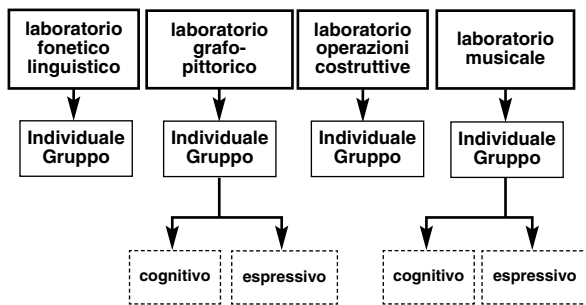 laboratorio
fonetico
linguistico
laboratorio
grafo-
pittorico
laboratorio
operazioni
costruttive
laboratorio
musicale
Individuale
Gruppo
Individuale
Gruppo
Individuale
Gruppo
Individuale
Gruppo
cognitivo
espressivo
cognitivo
espressivo